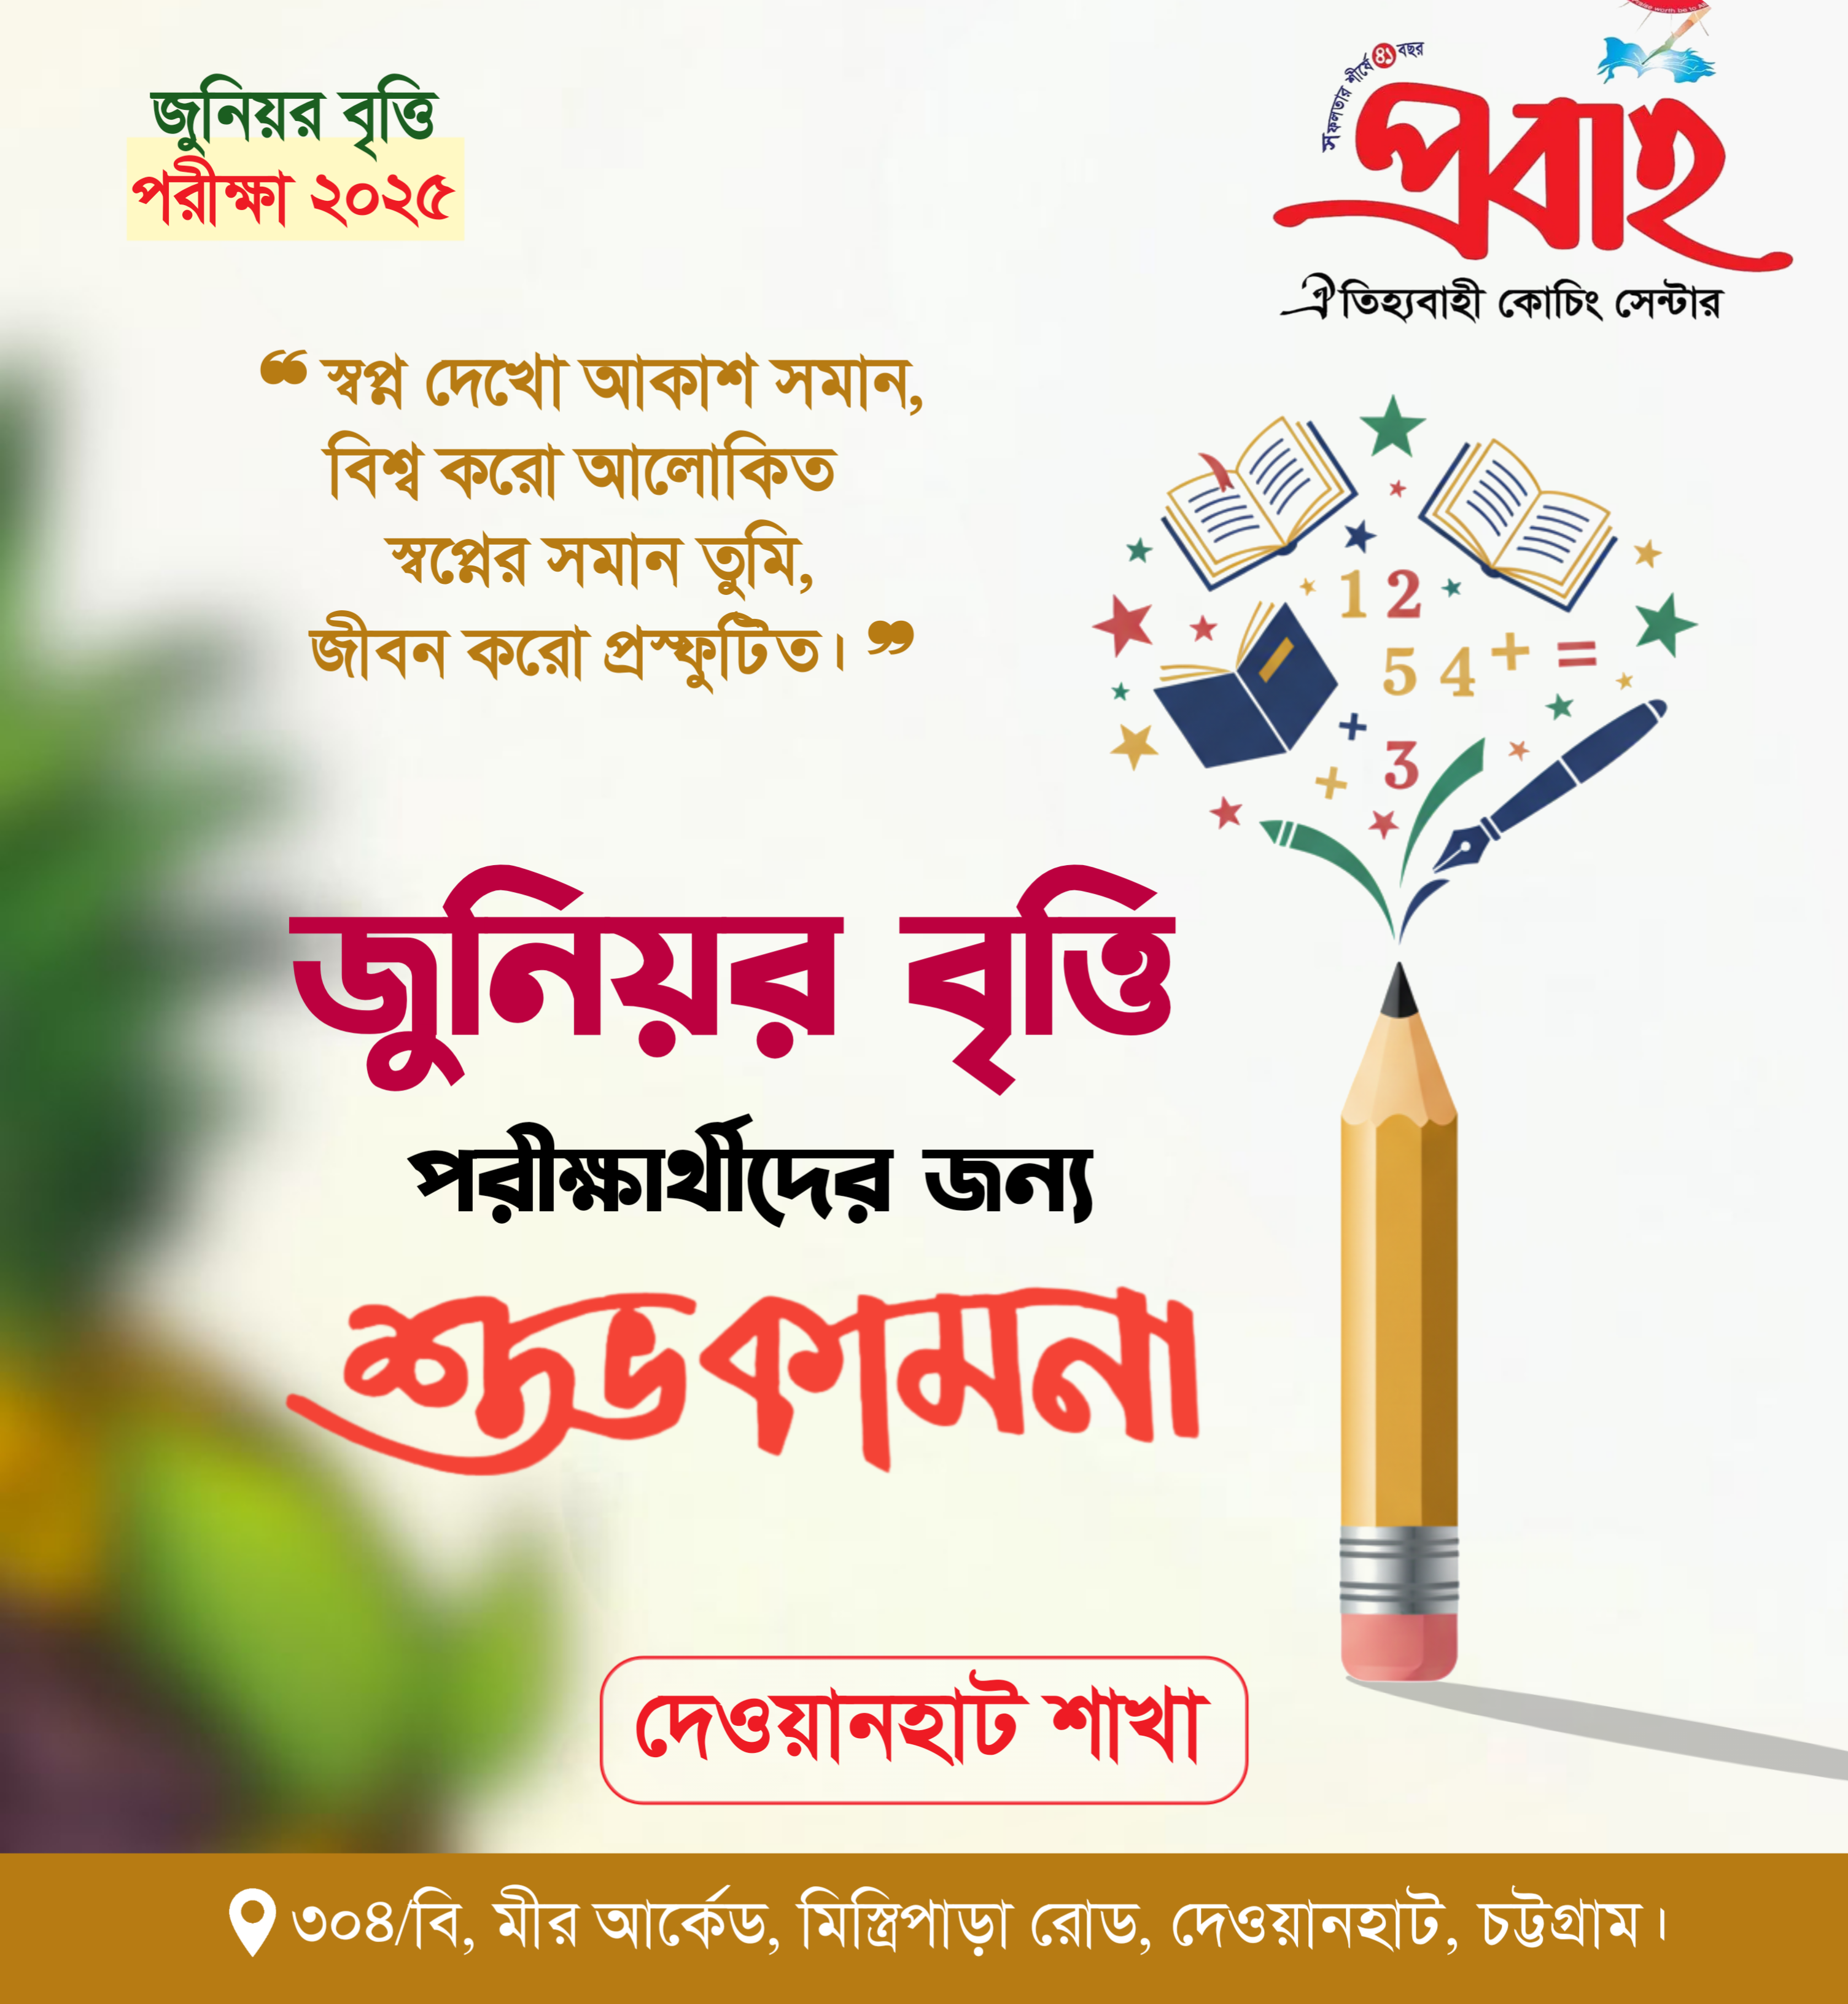 জুনিয়র বৃত্তি
পরীক্ষা ২০২৫
সফলতার শীর্ষে ৪১ বছর
প্রবাহ
ঐতিহ্যবাহী কোচিং সেন্টার
“স্বপ্ন দেখো আকাশ সমান,
বিশ্ব করো আলোকিত
স্বপ্নের সমান তুমি,
জীবন করো প্রস্ফুটিত।”
1 2
5 4 + =
+ 3
+
জুনিয়র বৃত্তি
পরীক্ষার্থীদের জন্য
শুভকামনা
দেওয়ানহাট শাখা
৩০৪/বি, মীর আর্কেড, মিস্ত্রিপাড়া রোড, দেওয়ানহাট, চট্টগ্রাম।